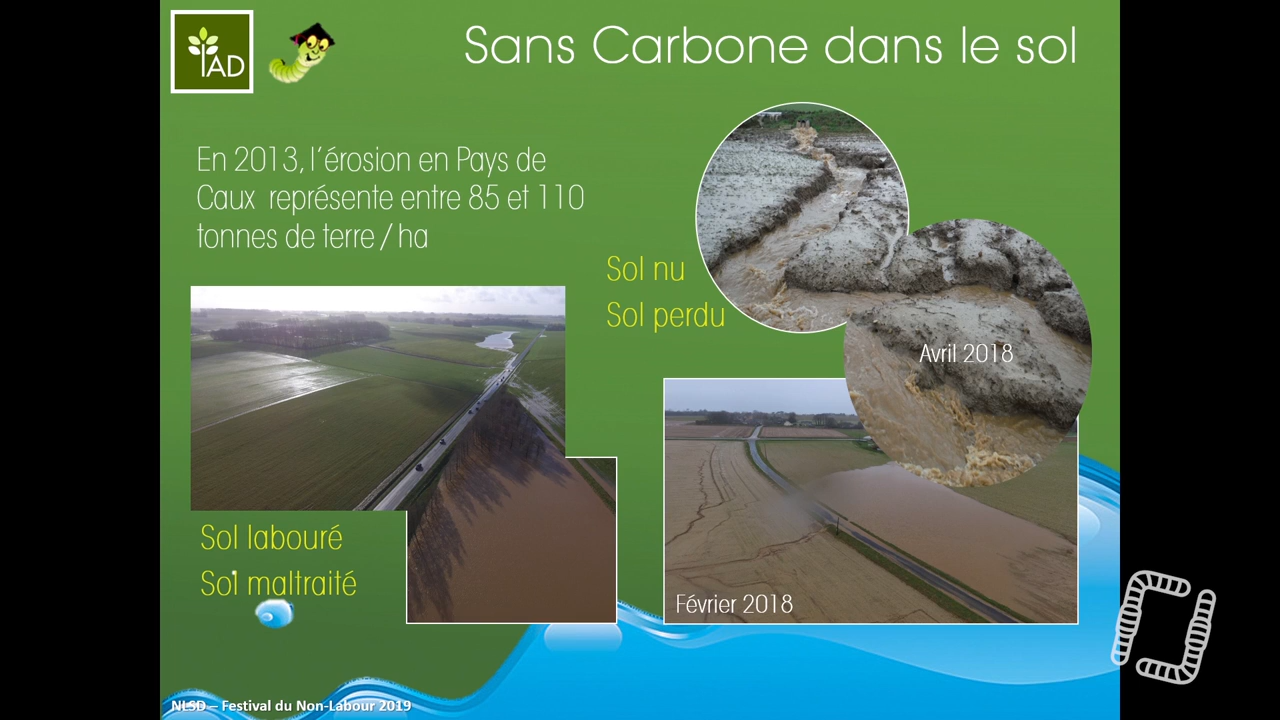 IAD
Sans Carbone dans le sol
En 2013, l'érosion en Pays de
Caux représente entre 85 et 110
tonnes de terre / ha
Sol nu
Sol perdu
Avril 2018
Sol labouré
Sol maltraité
Février 2018
NLSD – Festival du Non-Labour 2019